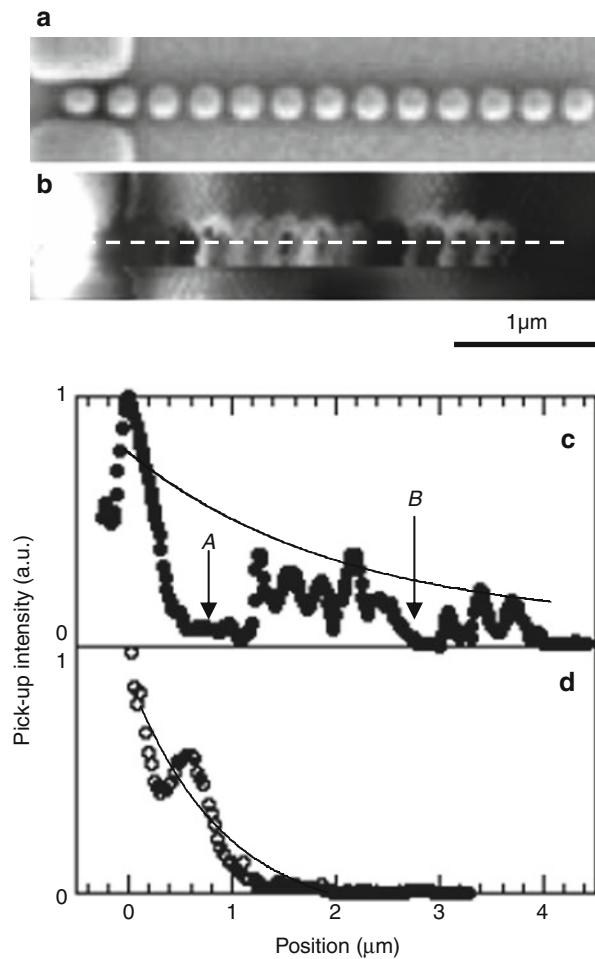 a
b
1μm
1
c
A
B
0
1
d
0
0 1 2 3 4
Position (μm)
Pick-up intensity (a.u.)